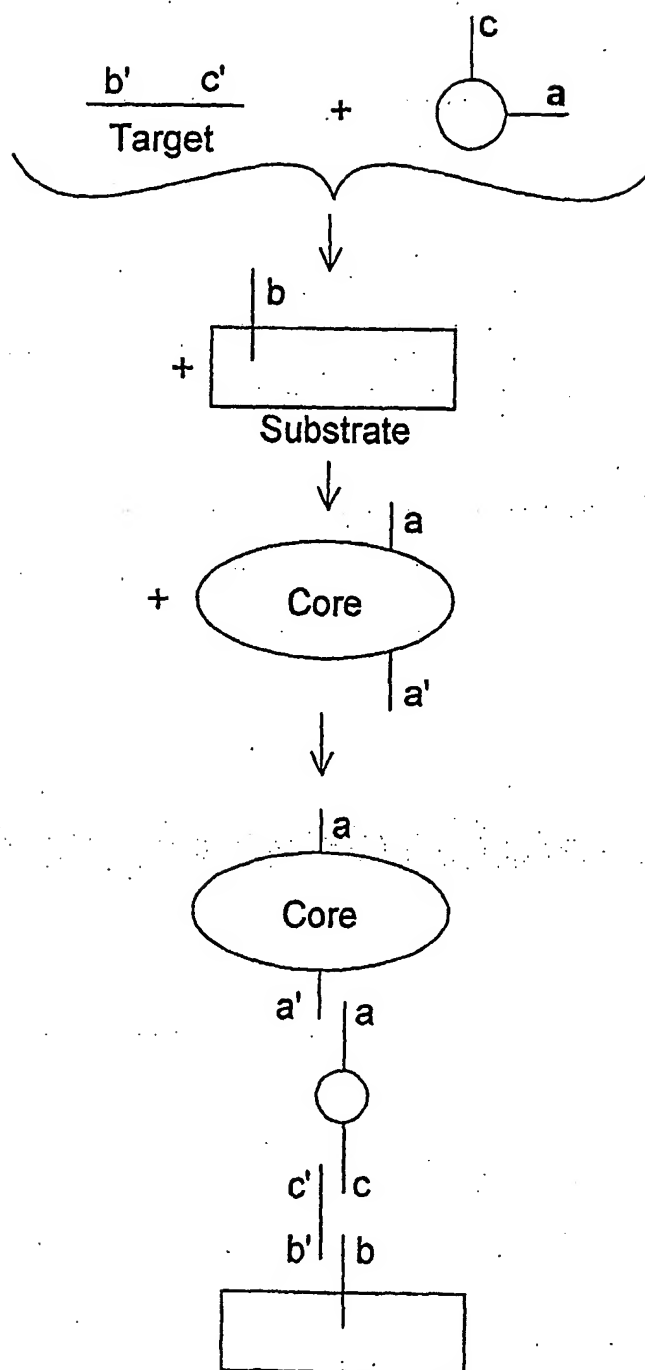 c
b' c' + a
Target
b
+
Substrate
a
+ Core
a'
a
Core
a' a
c' c
b' b